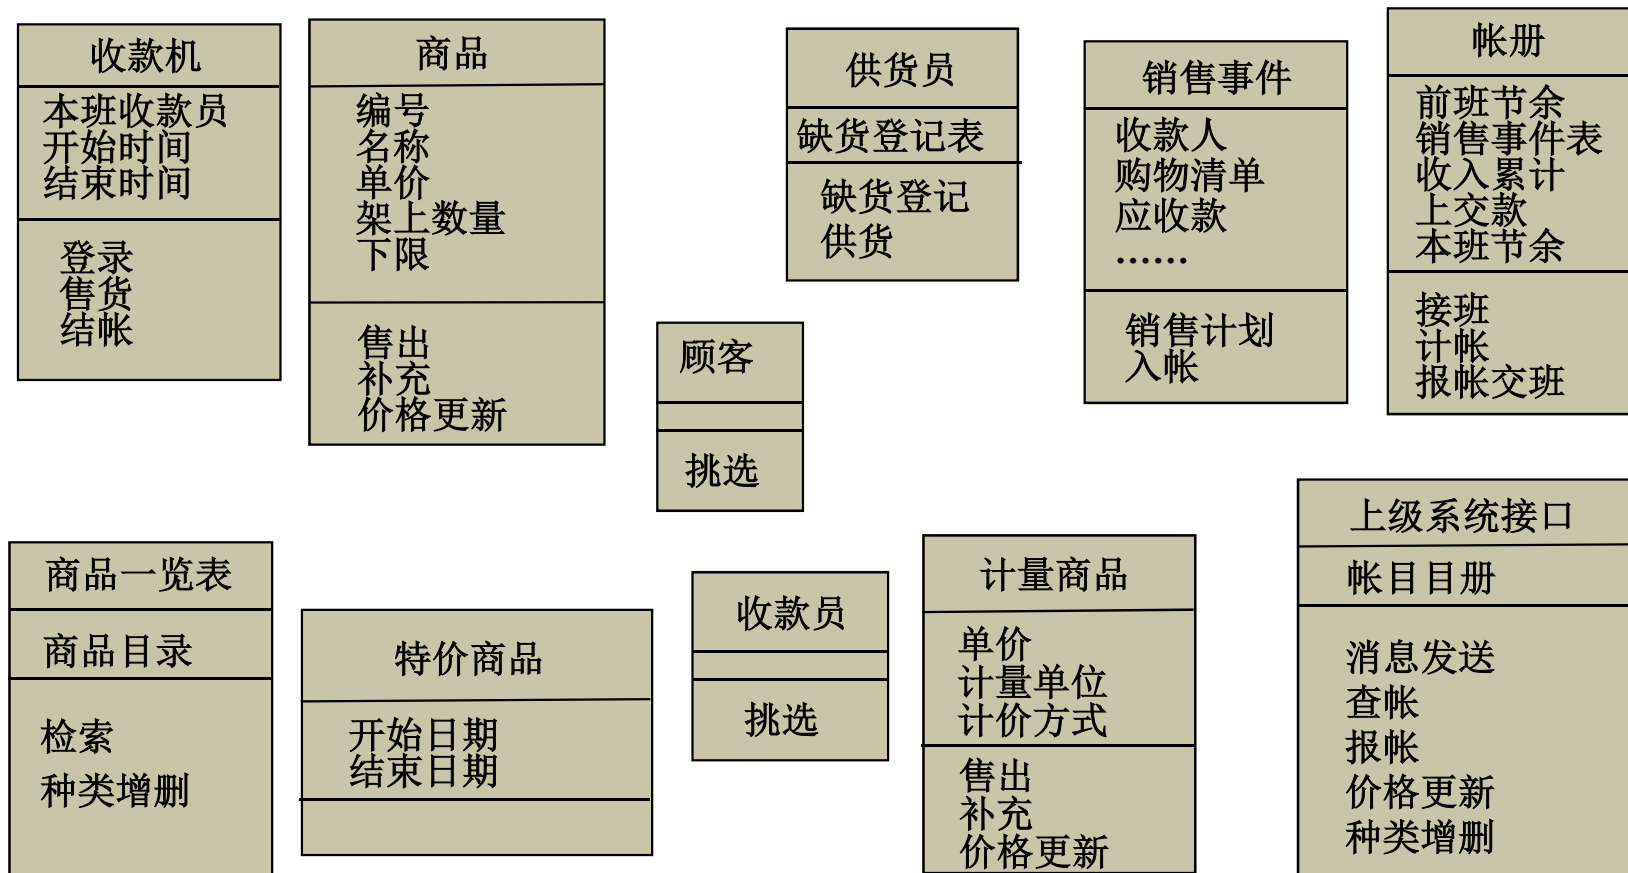 收款机
本班收款员
开始时间
结束时间
登录
售货
结帐
商品
编号
名称
单价
架上数量
下限
售出
补充
价格更新
顾客
挑选
供货员
缺货登记表
缺货登记
供货
销售事件
收款人
购物清单
应收款
……
销售计划
入帐
帐册
前班节余
销售事件表
收入累计
上交款
本班节余
接班
计帐
报帐交班
商品一览表
商品目录
检索
种类增删
特价商品
开始日期
结束日期
收款员
挑选
计量商品
单价
计量单位
计价方式
售出
补充
价格更新
上级系统接口
帐目目册
消息发送
查帐
报帐
价格更新
种类增删